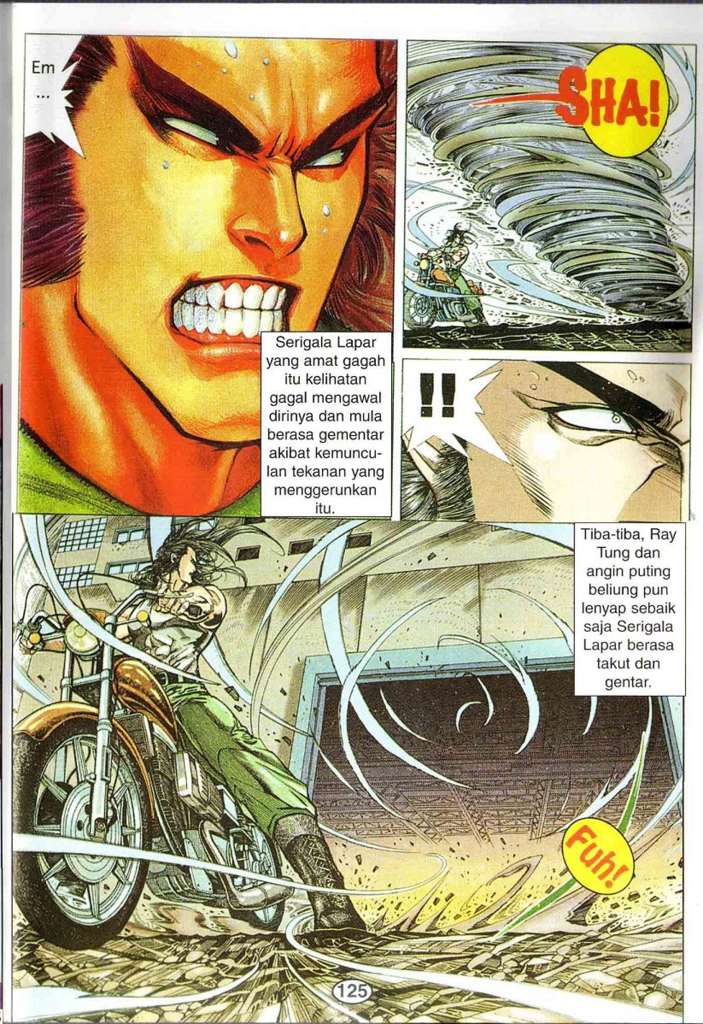 Em
...
SHA!
Serigala Lapar
yang amat gagah
itu kelihatan
gagal mengawal
dirinya dan mula
berasa gementar
akibat kemuncu-
lan tekanan yang
menggerunkan
itu.
!!
Tiba-tiba, Ray
Tung dan
angin puting
beliung pun
lenyap sebaik
saja Serigala
Lapar berasa
takut dan
gentar.
Fuh!
125